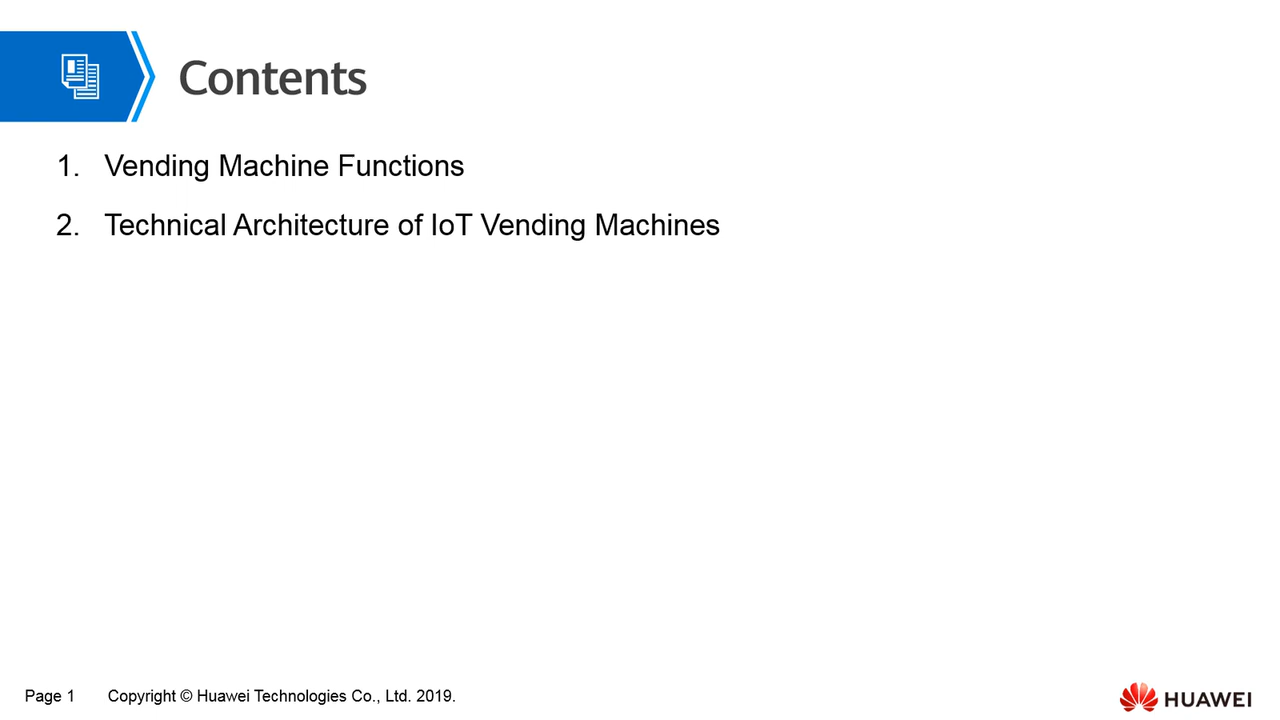 Contents
1. Vending Machine Functions
2. Technical Architecture of IoT Vending Machines
Page 1 Copyright © Huawei Technologies Co., Ltd. 2019.
HUAWEI